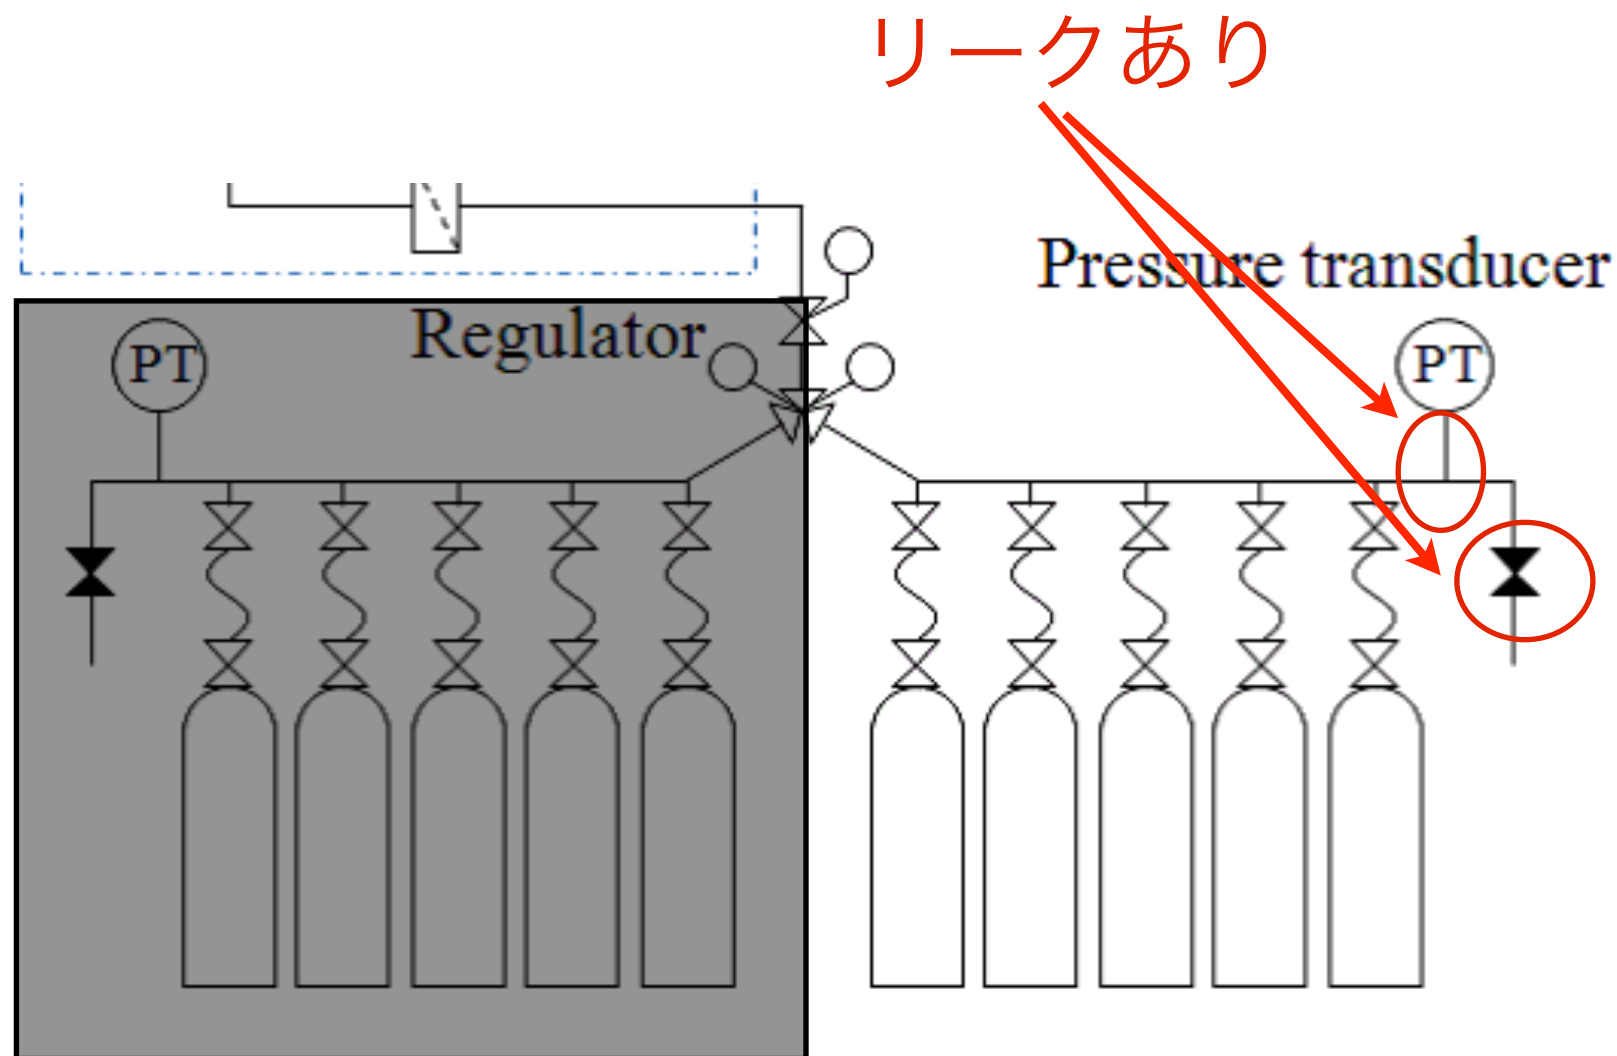 リークあり
Pressure transducer
Regulator
PT
PT